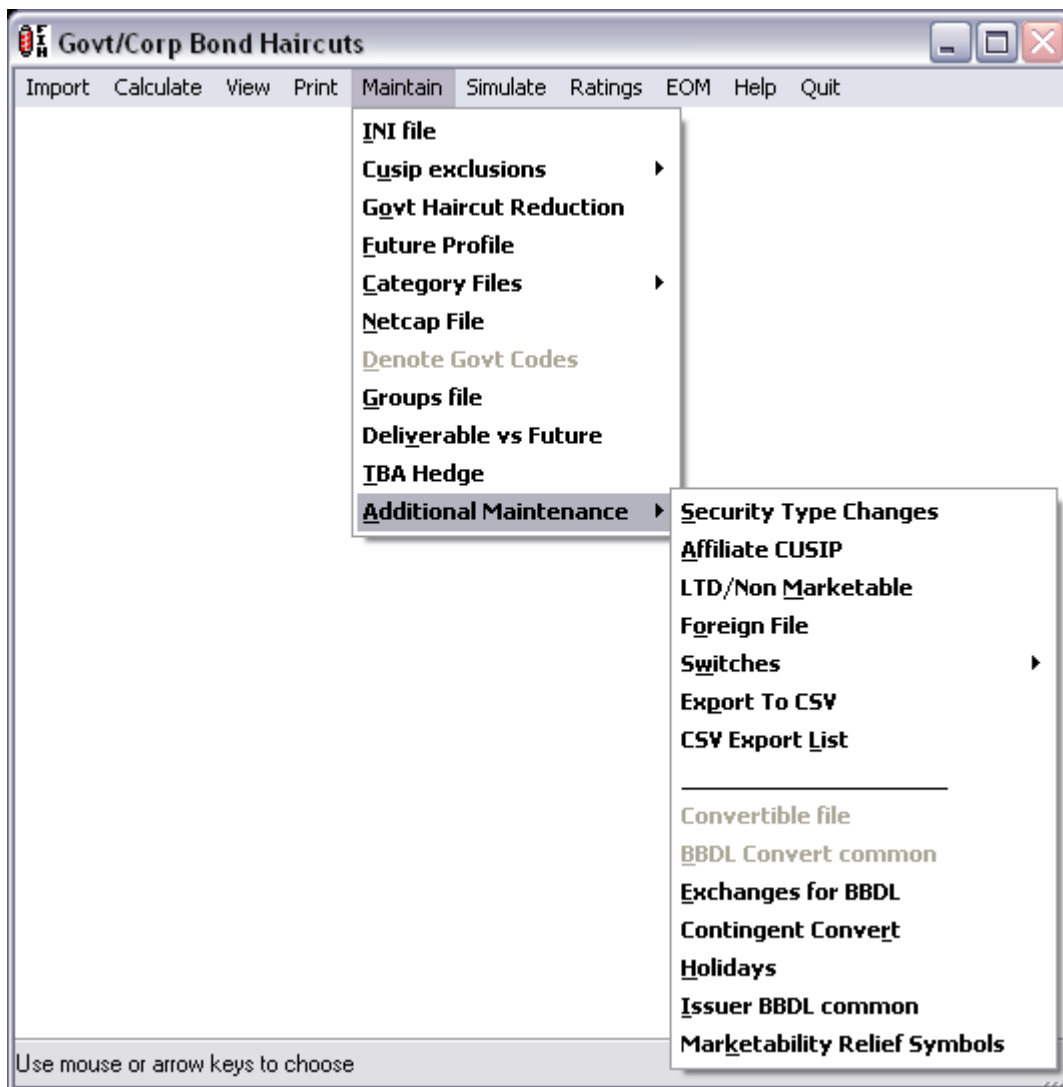 FIH Govt/Corp Bond Haircuts
Import Calculate View Print Maintain Simulate Ratings EOM Help Quit
INI file
Cusip exclusions
Govt Haircut Reduction
Future Profile
Category Files
Netcap File
Denote Govt Codes
Groups file
Deliverable vs Future
TBA Hedge
Additional Maintenance
Security Type Changes
Affiliate CUSIP
LTD/Non Marketable
Foreign File
Switches
Export To CSV
CSV Export List
Convertible file
BBDL Convert common
Exchanges for BBDL
Contingent Convert
Holidays
Issuer BBDL common
Marketability Relief Symbols
Use mouse or arrow keys to choose